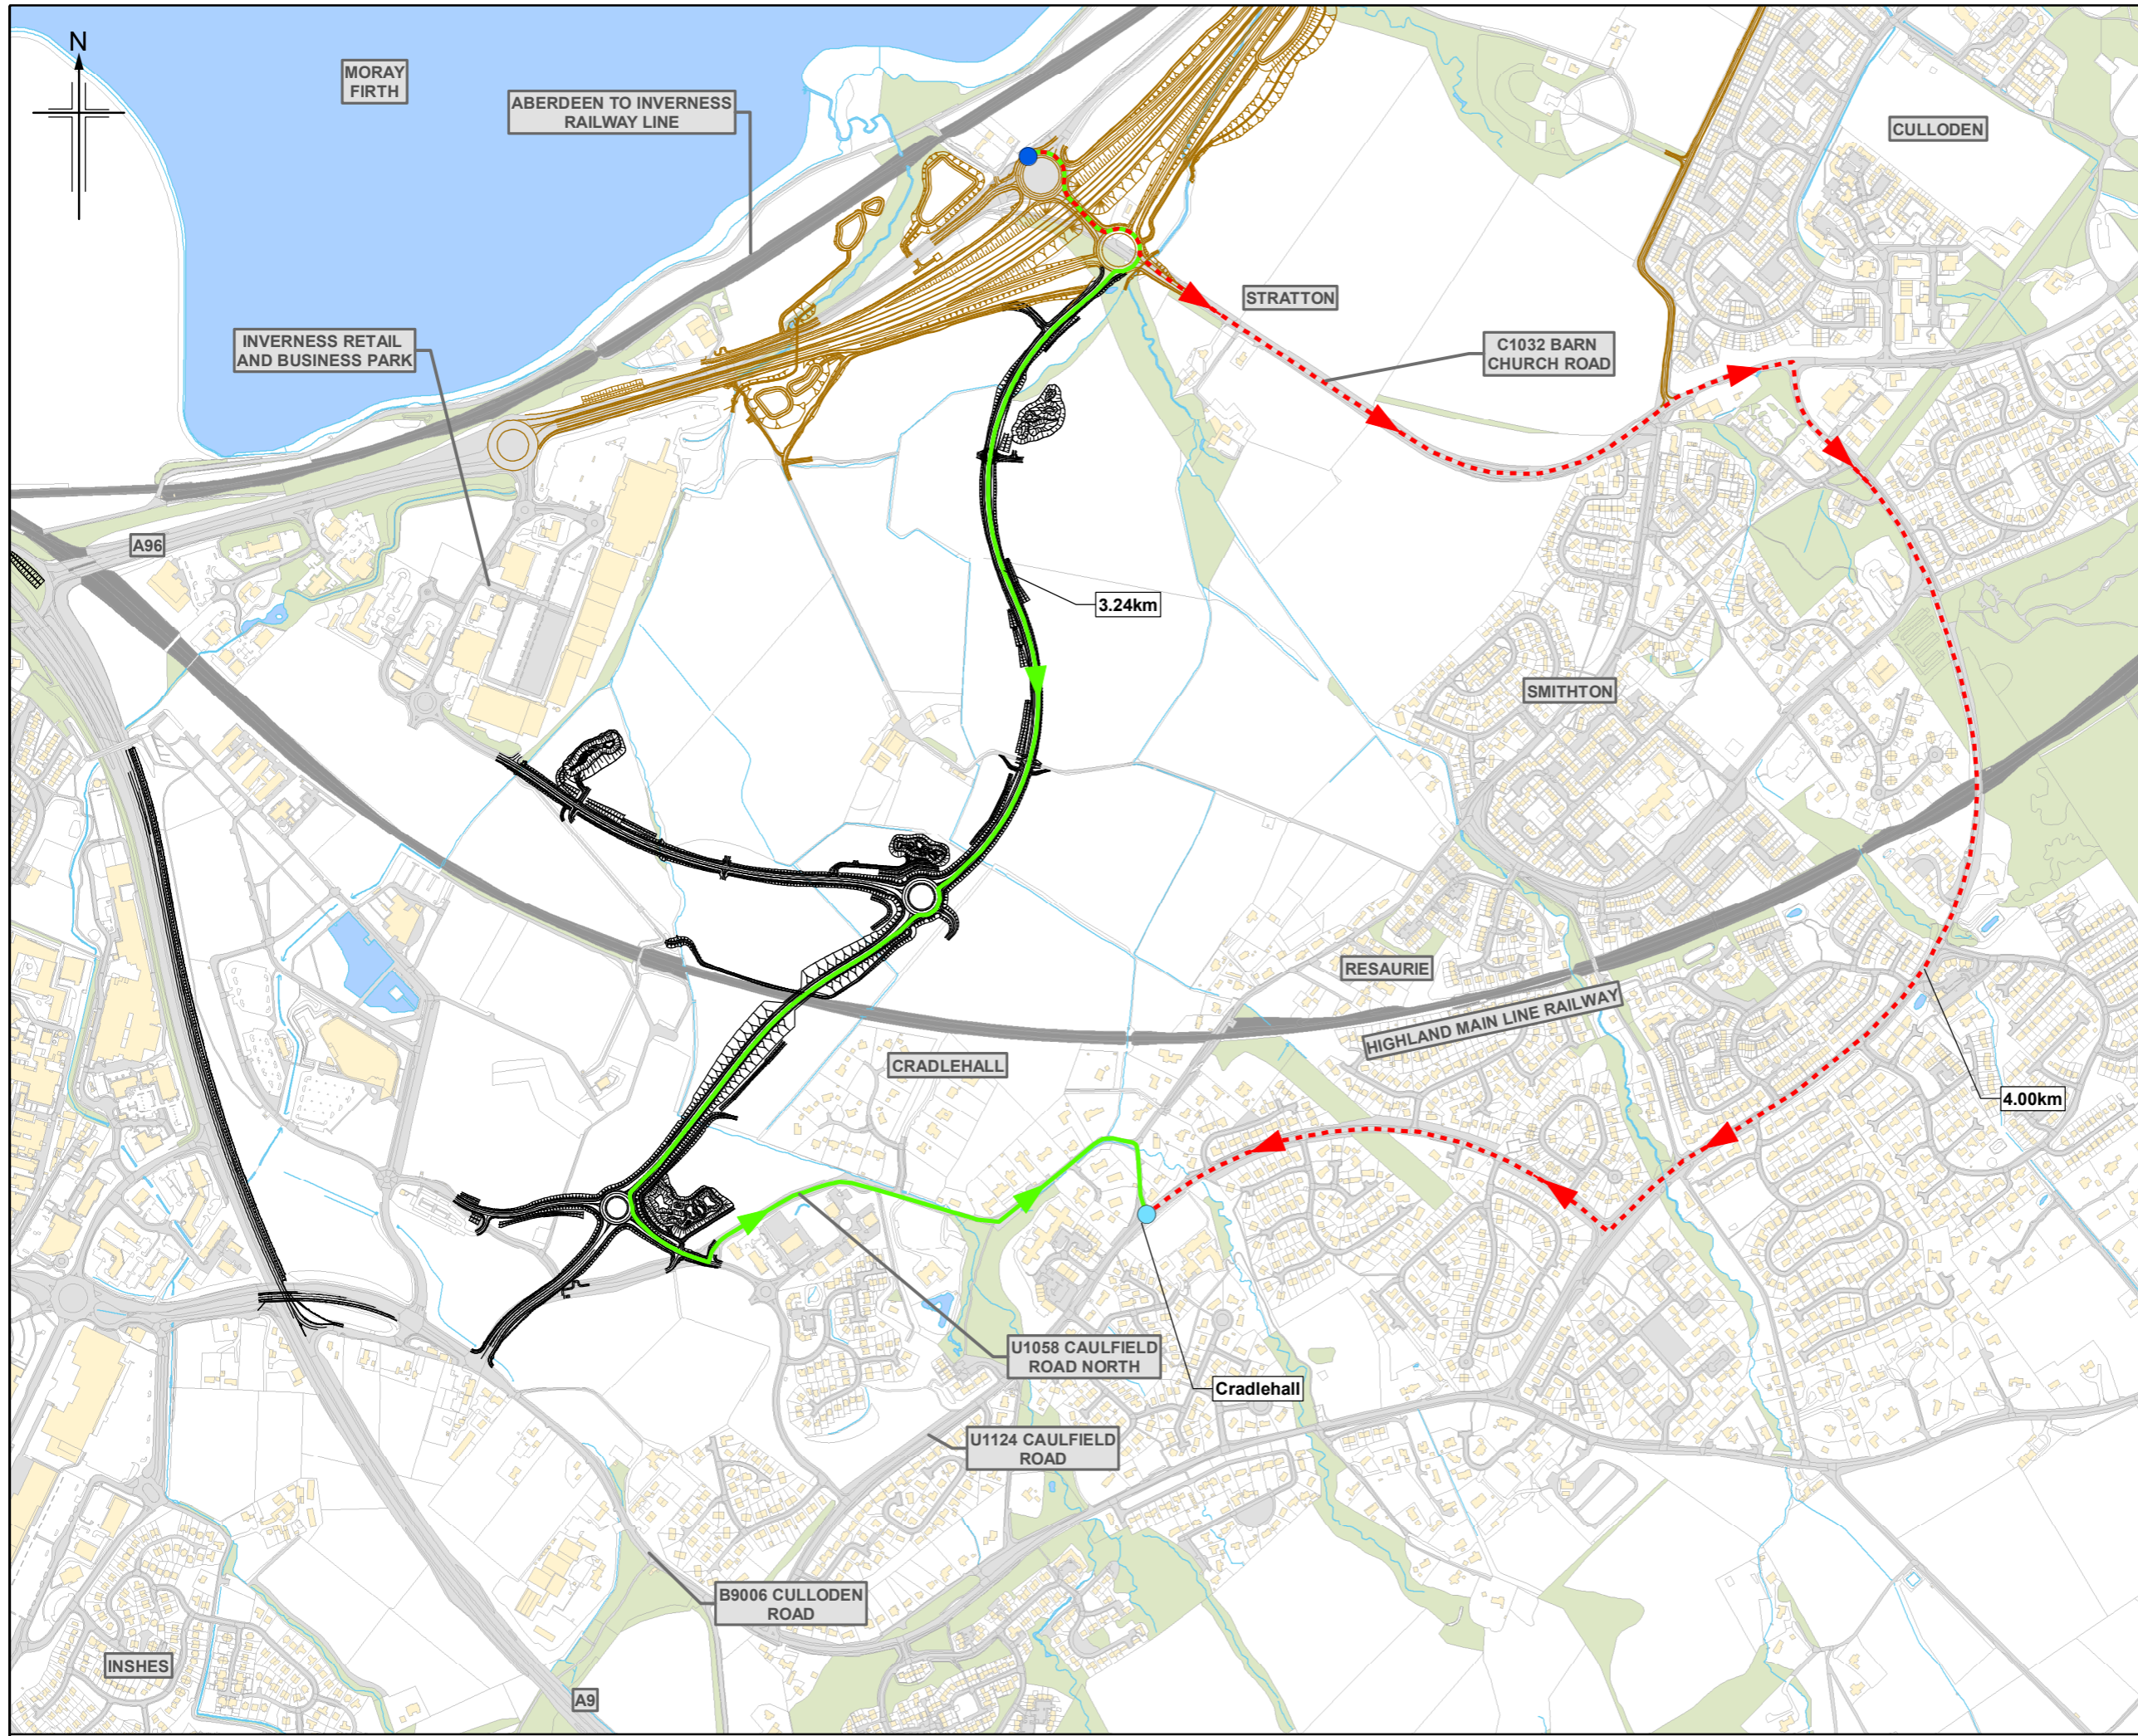 N
MORAY
FIRTH
ABERDEEN TO INVERNESS
RAILWAY LINE
CULLODEN
STRATTON
INVERNESS RETAIL
AND BUSINESS PARK
C1032 BARN
CHURCH ROAD
A96
3.24km
SMITHTON
RESAURIE
HIGHLAND MAIN LINE RAILWAY
CRADLEHALL
4.00km
U1058 CAULFIELD
ROAD NORTH
Cradlehall
U1124 CAULFIELD
ROAD
B9006 CULLODEN
ROAD
INSHES
A9